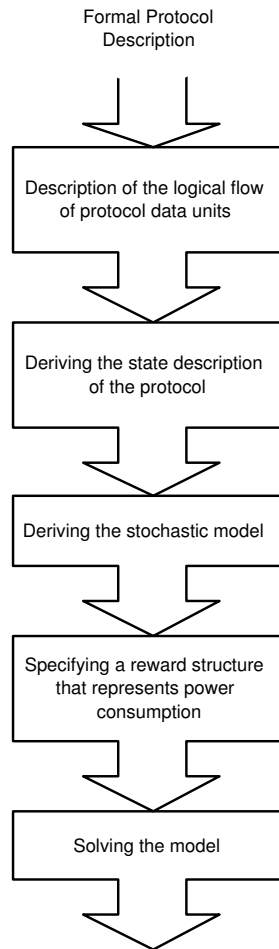 Formal Protocol
Description
Description of the logical flow
of protocol data units
Deriving the state description
of the protocol
Deriving the stochastic model
Specifying a reward structure
that represents power
consumption
Solving the model